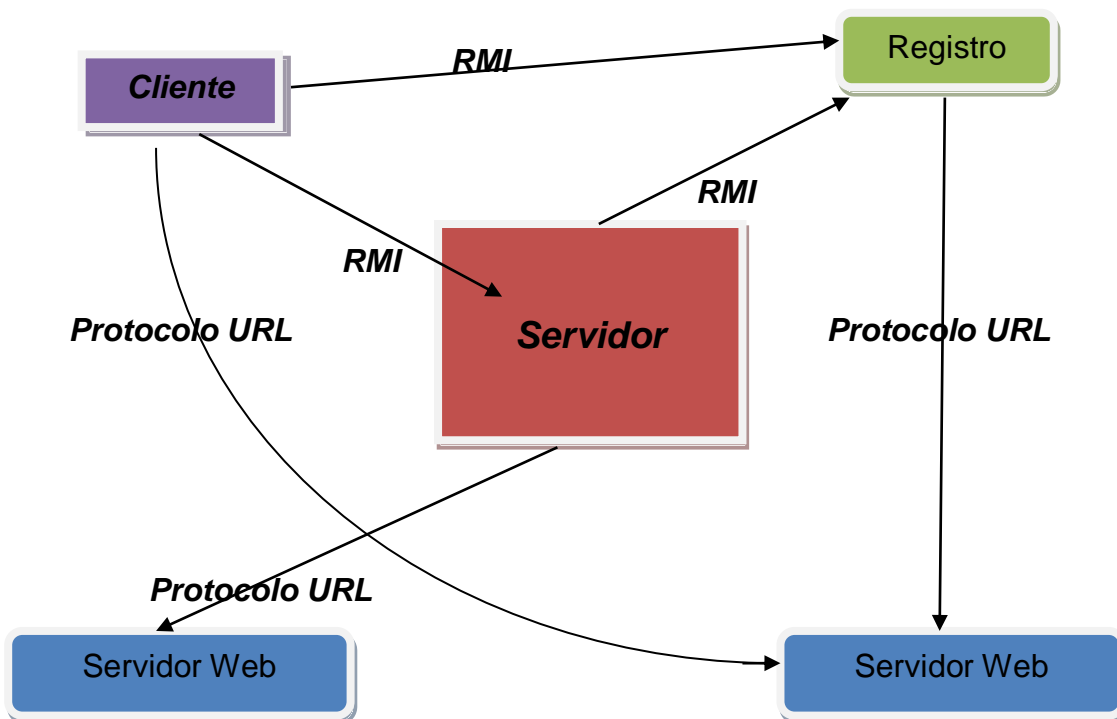 Registro
RMI
Cliente
RMI
RMI
Servidor
Protocolo URL
Protocolo URL
Protocolo URL
Servidor Web
Servidor Web